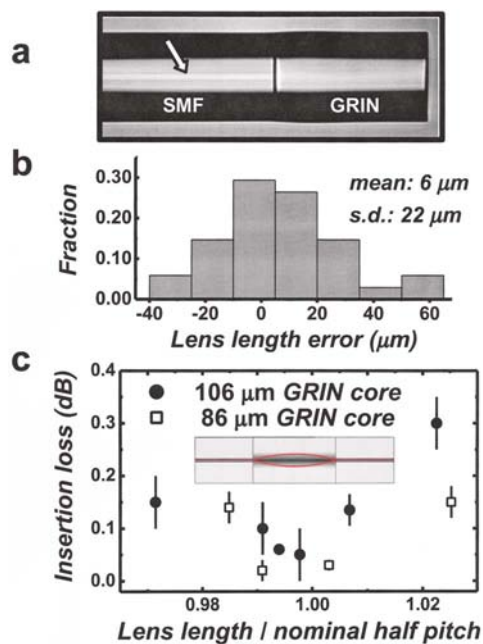 a
SMF GRIN
b
0.30
0.20
0.10
0.00
Fraction
mean: 6 μm
s.d.: 22 μm
-40 -20 0 20 40 60
Lens length error (μm)
c
0.4
0.3
0.2
0.1
0.0
Insertion loss (dB)
106 μm GRIN core
86 μm GRIN core
0.98 1.00 1.02
Lens length / nominal half pitch